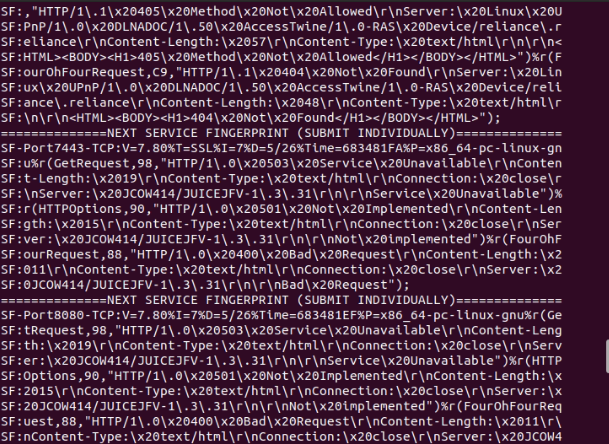 SF:,"HTTP/1\.1\x20405\x20Method\x20Not\x20Allowed\r\nServer:\x20Linux\x20U
SF:PnP/1\.0\x20DLNADOC/1\.50\x20AccessTwine/1\.0-RAS\x20Device/reliance\.r
SF:eliance\r\nContent-Length:\x2057\r\nContent-Type:\x20text/html\r\n\r\n<
SF:HTML><BODY><H1>405\x20Method\x20Not\x20Allowed</H1></BODY></HTML>")%r(F
SF:ourOhFourRequest,C9,"HTTP/1\.1\x20404\x20Not\x20Found\r\nServer:\x20Lin
SF:ux\x20UPnP/1\.0\x20DLNADOC/1\.50\x20AccessTwine/1\.0-RAS\x20Device/reli
SF:ance\.reliance\r\nContent-Length:\x2048\r\nContent-Type:\x20text/html\r
SF:\n\r\n<HTML><BODY><H1>404\x20Not\x20Found</H1></BODY></HTML>");
==============NEXT SERVICE FINGERPRINT (SUBMIT INDIVIDUALLY)==============
SF-Port7443-TCP:V=7.80%T=SSL%I=7%D=5/26%Time=683481FA%P=x86_64-pc-linux-gn
SF:u%r(GetRequest,98,"HTTP/1\.0\x20503\x20Service\x20Unavailable\r\nConten
SF:t-Length:\x2019\r\nContent-Type:\x20text/html\r\nConnection:\x20close\r
SF:\nServer:\x20JCOW414/JUICEJFV-1\.3\.31\r\n\r\nService\x20Unavailable")%
SF:r(HTTPOptions,90,"HTTP/1\.0\x20501\x20Not\x20Implemented\r\nContent-Len
SF:gth:\x2015\r\nContent-Type:\x20text/html\r\nConnection:\x20close\r\nSer
SF:ver:\x20JCOW414/JUICEJFV-1\.3\.31\r\n\r\nNot\x20implemented")%r(FourOhF
SF:ourRequest,88,"HTTP/1\.0\x20400\x20Bad\x20Request\r\nContent-Length:\x2
SF:011\r\nContent-Type:\x20text/html\r\nConnection:\x20close\r\nServer:\x2
SF:0JCOW414/JUICEJFV-1\.3\.31\r\n\r\nBad\x20Request");
==============NEXT SERVICE FINGERPRINT (SUBMIT INDIVIDUALLY)==============
SF-Port8080-TCP:V=7.80%I=7%D=5/26%Time=683481EF%P=x86_64-pc-linux-gnu%r(Ge
SF:tRequest,98,"HTTP/1\.0\x20503\x20Service\x20Unavailable\r\nContent-Leng
SF:th:\x2019\r\nContent-Type:\x20text/html\r\nConnection:\x20close\r\nServ
SF:er:\x20JCOW414/JUICEJFV-1\.3\.31\r\n\r\nService\x20Unavailable")%r(HTTP
SF:Options,90,"HTTP/1\.0\x20501\x20Not\x20Implemented\r\nContent-Length:\x
SF:2015\r\nContent-Type:\x20text/html\r\nConnection:\x20close\r\nServer:\x
SF:20JCOW414/JUICEJFV-1\.3\.31\r\n\r\nNot\x20implemented")%r(FourOhFourReq
SF:uest,88,"HTTP/1\.0\x20400\x20Bad\x20Request\r\nContent-Length:\x2011\r\
SF:nContent-Type:\x20text/html\r\nConnection:\x20close\r\nServer:\x20JCOW4